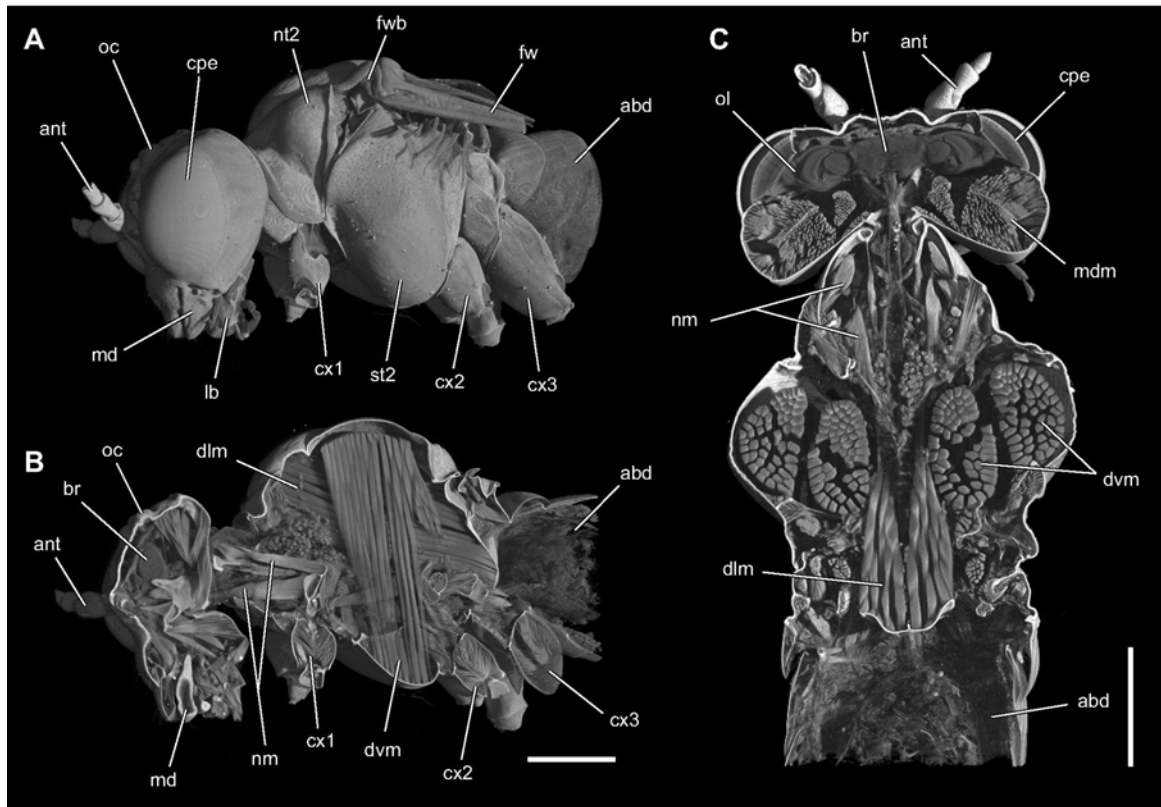 A
oc
cpe
ant
nt2
fwb
fw
abd
md
lb
cx1
st2
cx2
cx3
B
oc
br
ant
dlm
abd
md
nm
cx1
dvm
cx2
cx3
C
br
ant
cpe
ol
mdm
nm
dvm
dlm
abd